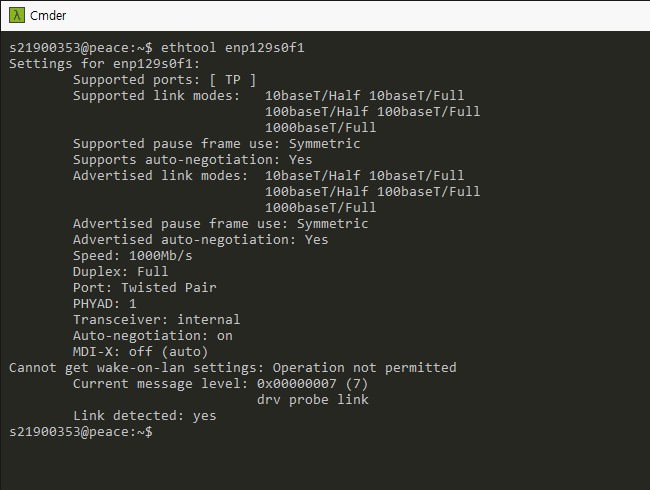 λ Cmder
s21900353@peace:~$ ethtool enp129s0f1
Settings for enp129s0f1:
        Supported ports: [ TP ]
        Supported link modes:   10baseT/Half 10baseT/Full
                                100baseT/Half 100baseT/Full
                                1000baseT/Full
        Supported pause frame use: Symmetric
        Supports auto-negotiation: Yes
        Advertised link modes:  10baseT/Half 10baseT/Full
                                100baseT/Half 100baseT/Full
                                1000baseT/Full
        Advertised pause frame use: Symmetric
        Advertised auto-negotiation: Yes
        Speed: 1000Mb/s
        Duplex: Full
        Port: Twisted Pair
        PHYAD: 1
        Transceiver: internal
        Auto-negotiation: on
        MDI-X: off (auto)
Cannot get wake-on-lan settings: Operation not permitted
        Current message level: 0x00000007 (7)
                               drv probe link
        Link detected: yes
s21900353@peace:~$